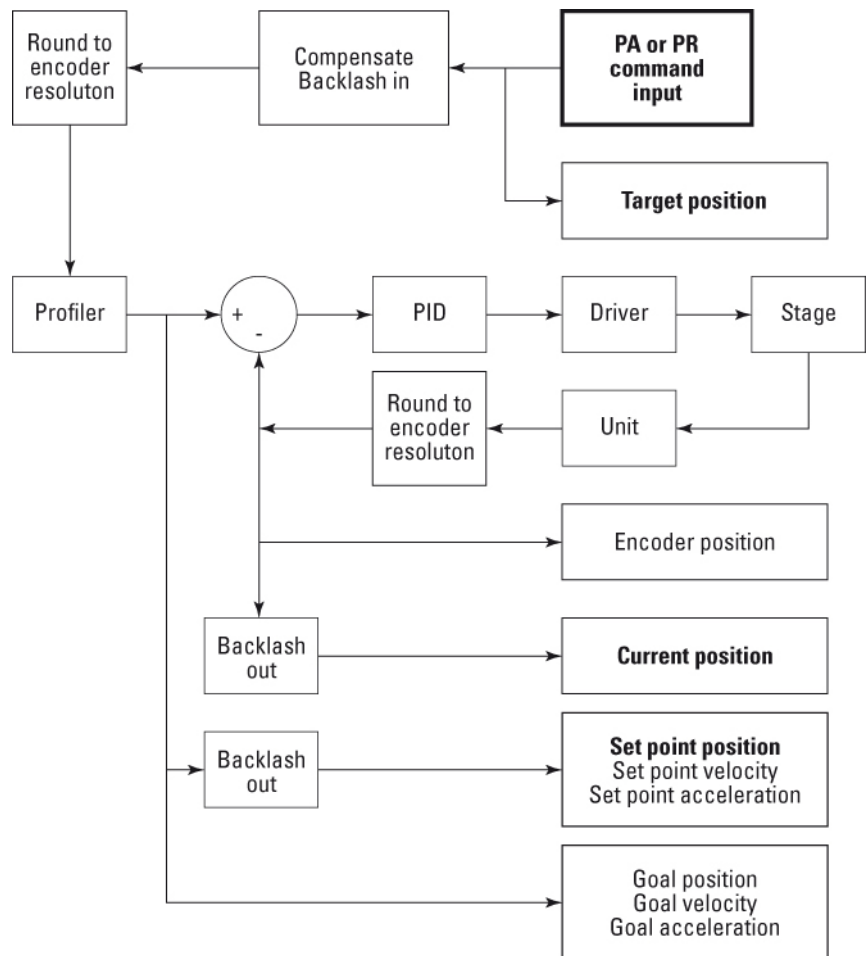 Round to
encoder
resoluton
Compensate
Backlash in
PA or PR
command
input
Target position
Profiler
+
-
PID
Driver
Stage
Round to
encoder
resoluton
Unit
Encoder position
Backlash
out
Current position
Backlash
out
Set point position
Set point velocity
Set point acceleration
Goal position
Goal velocity
Goal acceleration